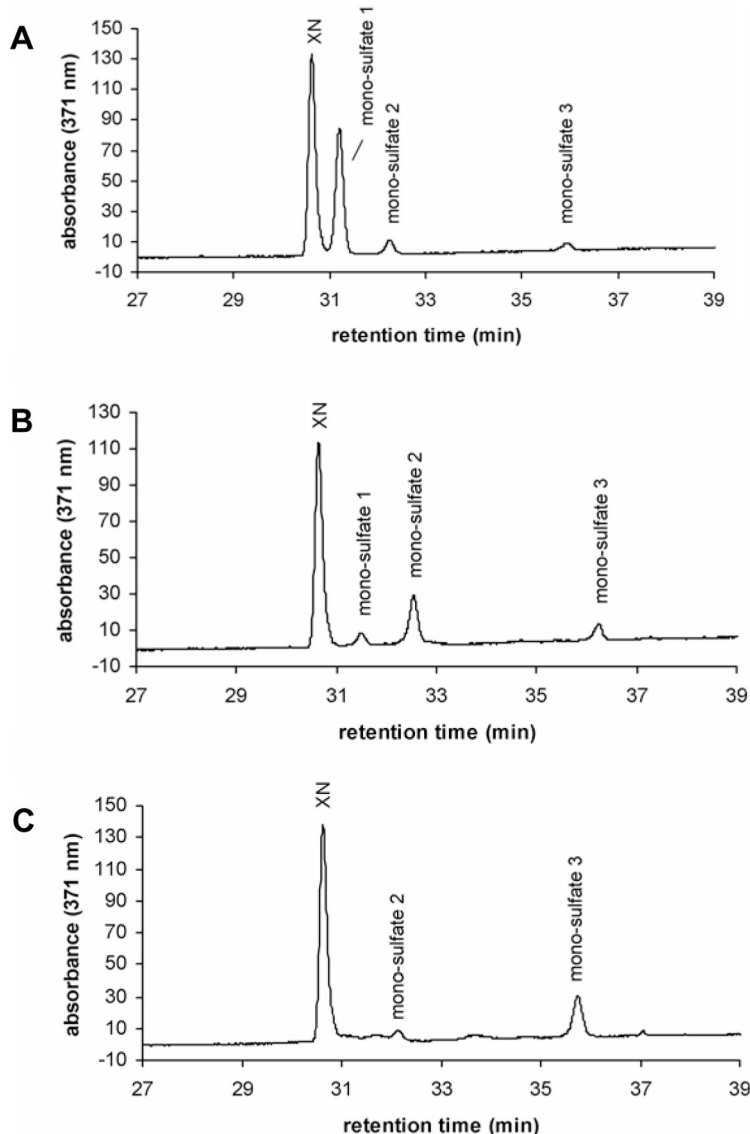 A
XN
mono-sulfate 1
mono-sulfate 2
mono-sulfate 3
absorbance (371 nm)
150
130
110
90
70
50
30
10
-10
27 29 31 33 35 37 39
retention time (min)
B
XN
mono-sulfate 1
mono-sulfate 2
mono-sulfate 3
absorbance (371 nm)
130
110
90
70
50
30
10
-10
27 29 31 33 35 37 39
retention time (min)
C
XN
mono-sulfate 2
mono-sulfate 3
absorbance (371 nm)
150
130
110
90
70
50
30
10
-10
27 29 31 33 35 37 39
retention time (min)